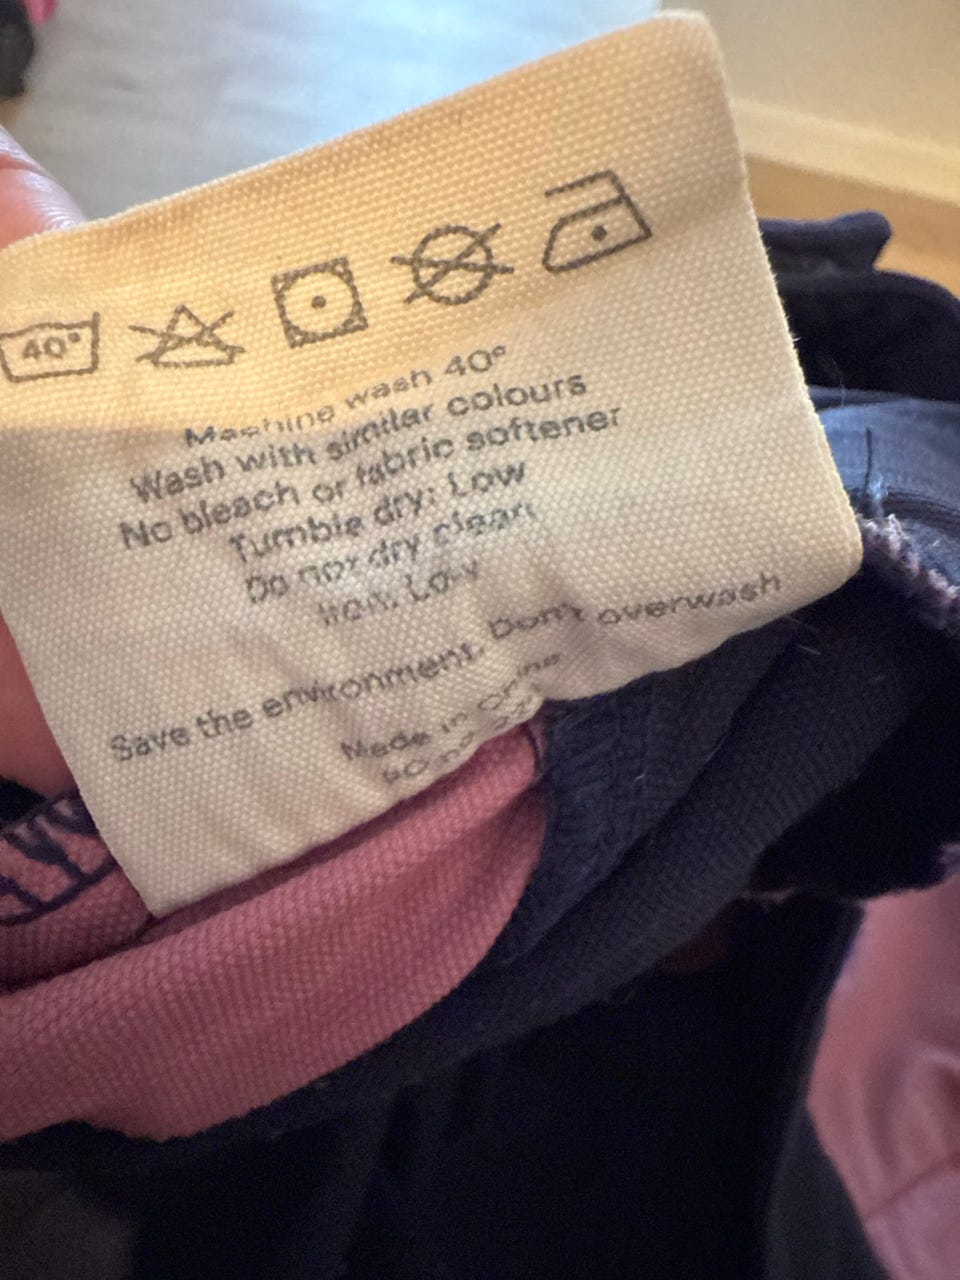 40°
Machine wash 40°
Wash with similar colours
No bleach or fabric softener
Tumble dry: Low
Do not dry clean
Iron: Low
Save the environment. Don't overwash
Made in China